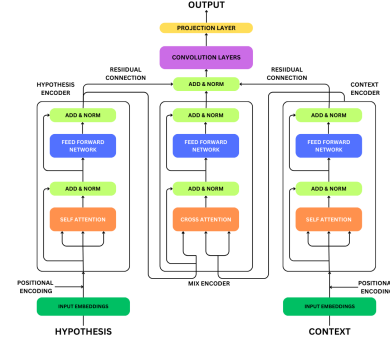 OUTPUT
PROJECTION LAYER
CONVOLUTION LAYERS
RESIIDUAL
CONNECTION
RESIIDUAL
CONNECTION
ADD & NORM
HYPOTHESIS
ENCODER
CONTEXT
ENCODER
ADD & NORM
ADD & NORM
ADD & NORM
FEED FORWARD
NETWORK
FEED FORWARD
NETWORK
FEED FORWARD
NETWORK
ADD & NORM
ADD & NORM
ADD & NORM
SELF ATTENTION
CROSS ATTENTION
SELF ATTENTION
POSITIONAL
ENCODING
MIX ENCODER
POSITIONAL
ENCODING
INPUT EMBEDDINGS
INPUT EMBEDDINGS
HYPOTHESIS
CONTEXT